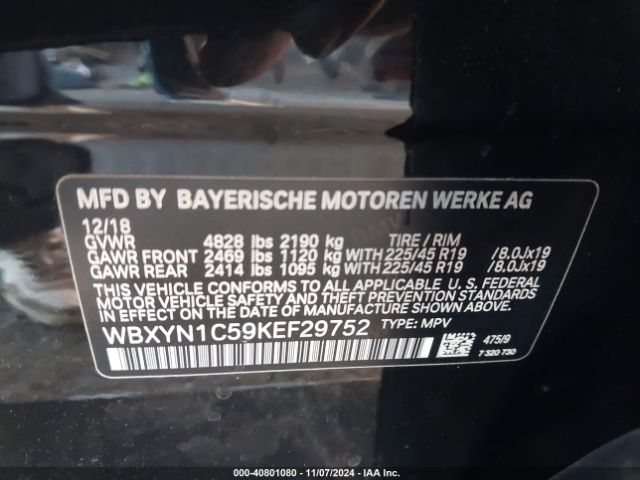 MFD BY BAYERISCHE MOTOREN WERKE AG
12/18
GVWR 4828 lbs 2190 kg TIRE / RIM
GAWR FRONT 2469 lbs 1120 kg WITH 225/45 R19 /8.0Jx19
GAWR REAR 2414 lbs 1095 kg WITH 225/45 R19 /8.0Jx19
THIS VEHICLE CONFORMS TO ALL APPLICABLE U. S. FEDERAL
MOTOR VEHICLE SAFETY AND THEFT PREVENTION STANDARDS
IN EFFECT ON DATE OF MANUFACTURE SHOWN ABOVE.
WBXYN1C59KEF29752 TYPE: MPV
475/9
7 320 730
000-40801080 - 11/07/2024 - IAA Inc.